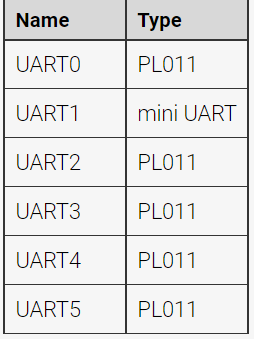 Name Type
UART0 PL011
UART1 mini UART
UART2 PL011
UART3 PL011
UART4 PL011
UART5 PL011